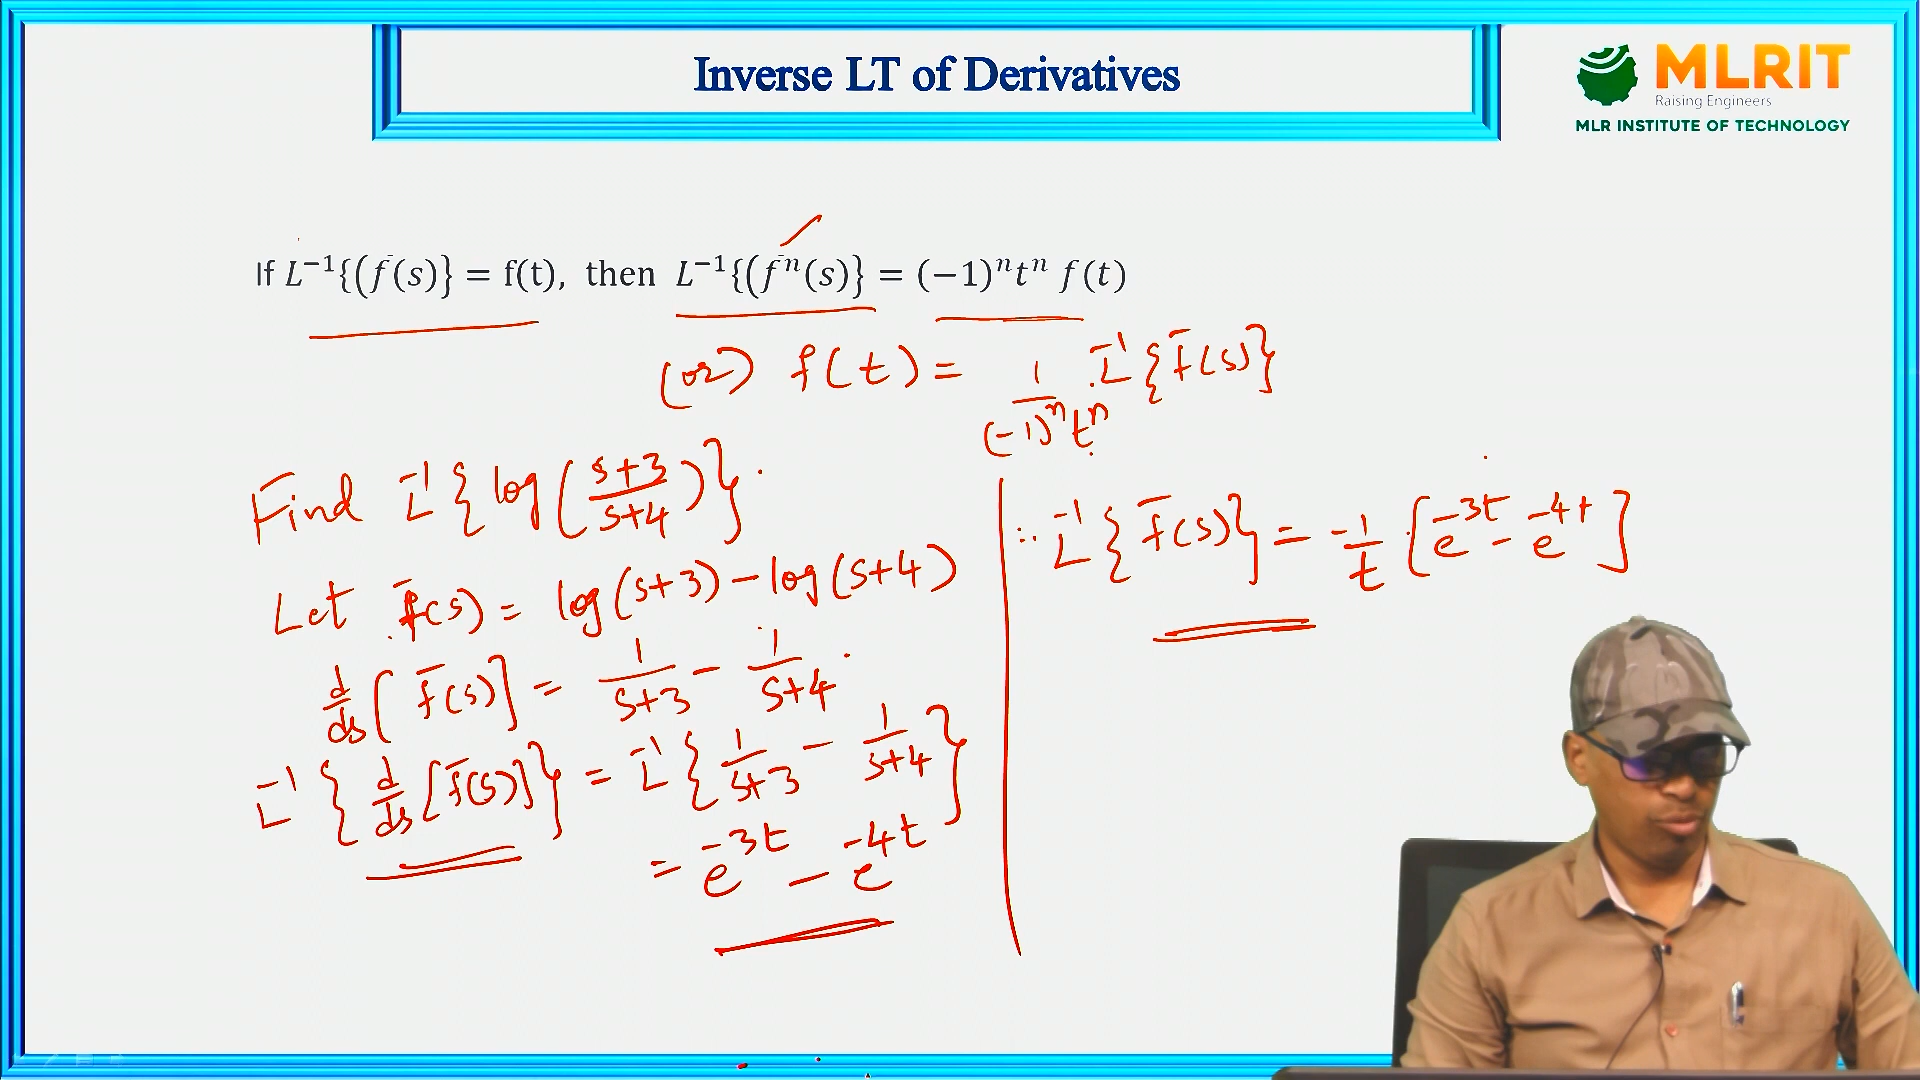 Inverse LT of Derivatives
MLRIT
Raising Engineers
MLR INSTITUTE OF TECHNOLOGY
If L⁻¹{(f̄(s)} = f(t), then L⁻¹{(f̄ⁿ(s)} = (−1)ⁿtⁿ f(t)
(or) f(t) = 1/((-1)ⁿtⁿ) . L⁻¹{f̄(s)}
Find L⁻¹{log((s+3)/(s+4))}.
Let f̄(s) = log(s+3) − log(s+4)
d/ds[f̄(s)] = 1/(s+3) − 1/(s+4).
L⁻¹{d/ds[f̄(s)]} = L⁻¹{1/(s+3) − 1/(s+4)}
= e⁻³ᵗ − e⁻⁴ᵗ
∴ L⁻¹{f̄(s)} = -1/t . [e⁻³ᵗ − e⁻⁴ᵗ]